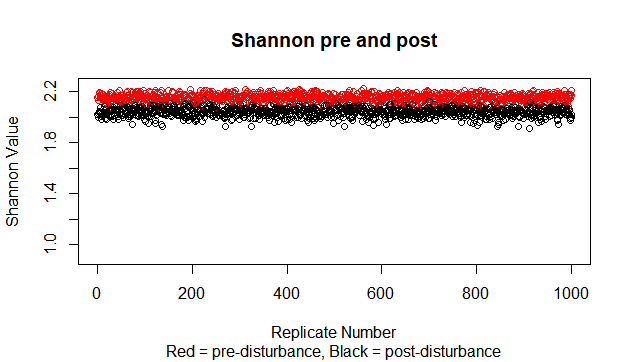 Shannon pre and post
Shannon Value
2.2
1.8
1.4
1.0
0 200 400 600 800 1000
Replicate Number
Red = pre-disturbance, Black = post-disturbance